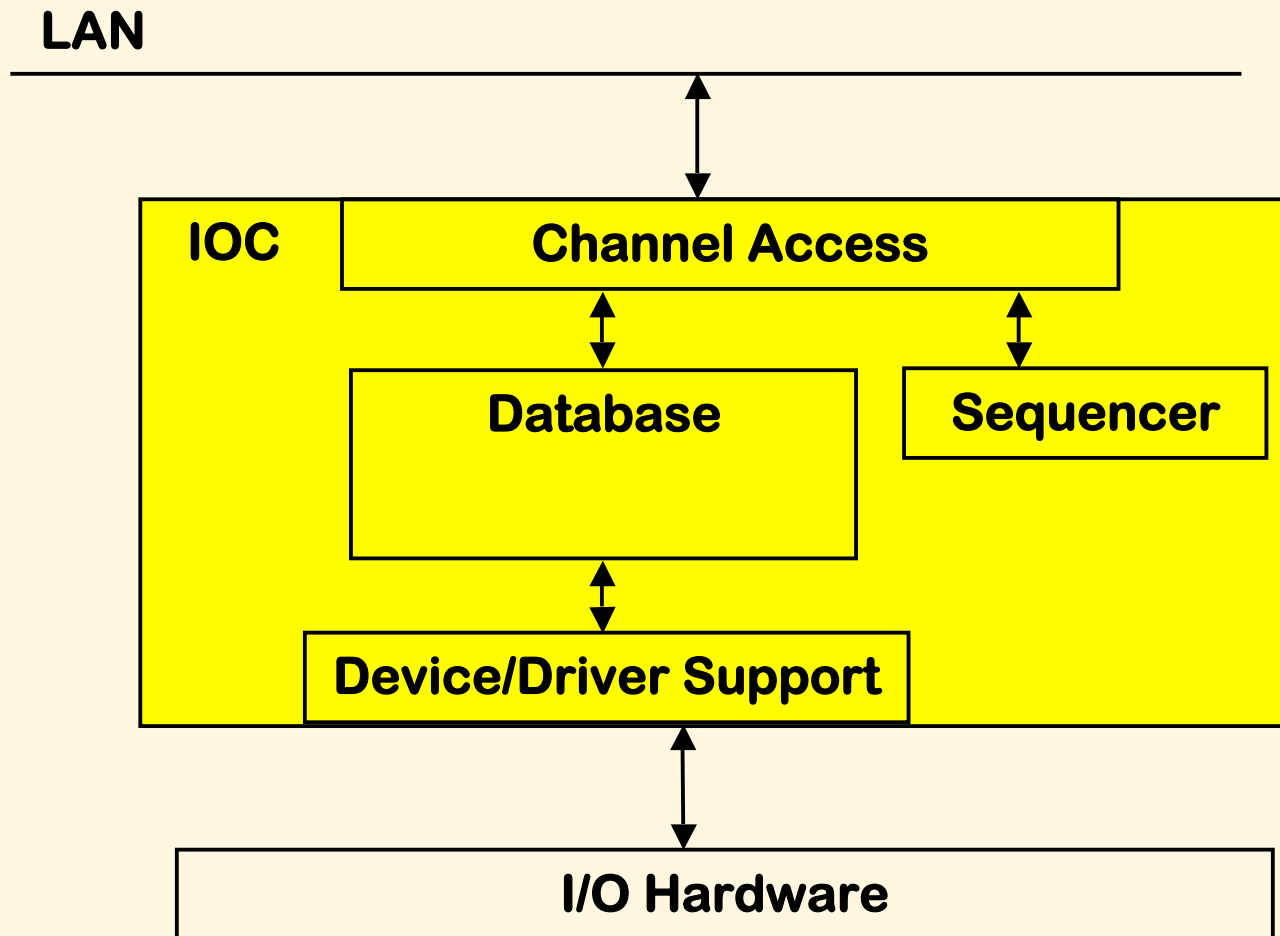 LAN
IOC
Channel Access
Database
Sequencer
Device/Driver Support
I/O Hardware